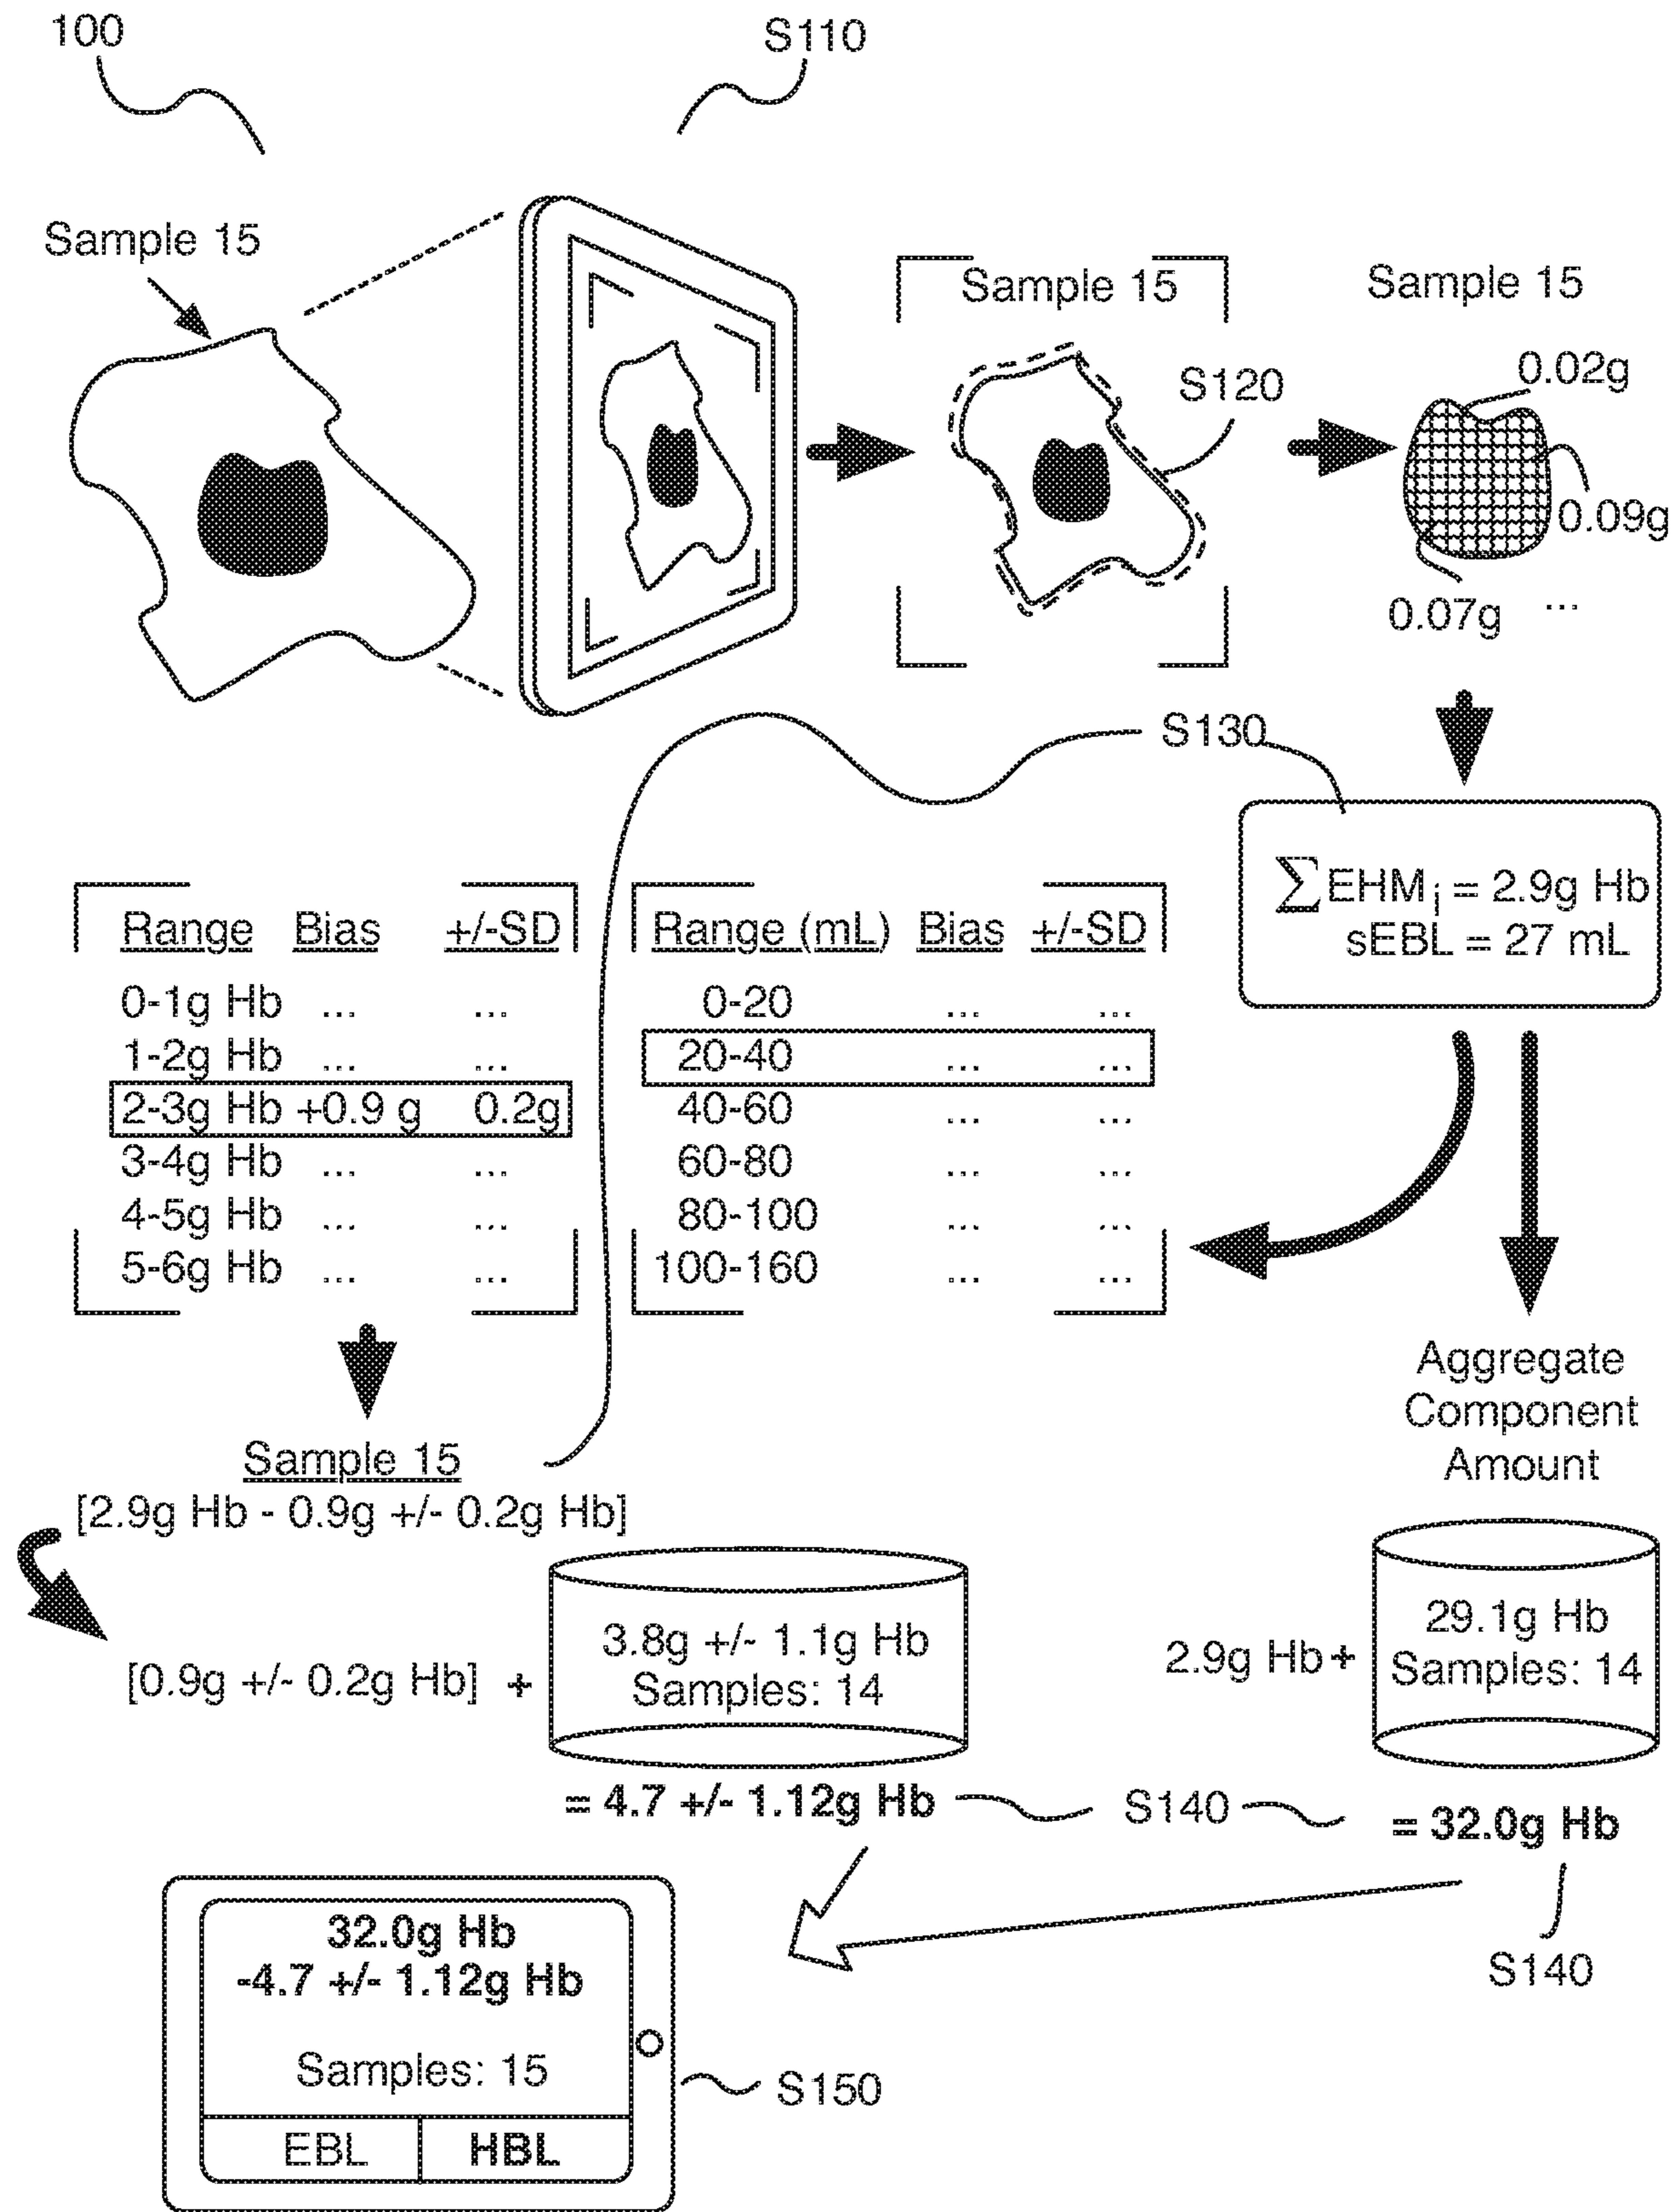 100
S110
Sample 15
Sample 15
Sample 15
S120
0.02g
0.09g
0.07g ...
S130
∑EHMi = 2.9g Hb
sEBL = 27 mL
Range Bias +/-SD
0-1g Hb ... ...
1-2g Hb ... ...
2-3g Hb +0.9 g 0.2g
3-4g Hb ... ...
4-5g Hb ... ...
5-6g Hb ... ...
Range (mL) Bias +/-SD
0-20 ... ...
20-40 ... ...
40-60 ... ...
60-80 ... ...
80-100 ... ...
100-160 ... ...
Aggregate
Component
Amount
Sample 15
[2.9g Hb - 0.9g +/- 0.2g Hb]
[0.9g +/- 0.2g Hb] +
3.8g +/- 1.1g Hb
Samples: 14
= 4.7 +/- 1.12g Hb
2.9g Hb +
29.1g Hb
Samples: 14
= 32.0g Hb
S140
S140
32.0g Hb
-4.7 +/- 1.12g Hb
Samples: 15
EBL HBL
S150